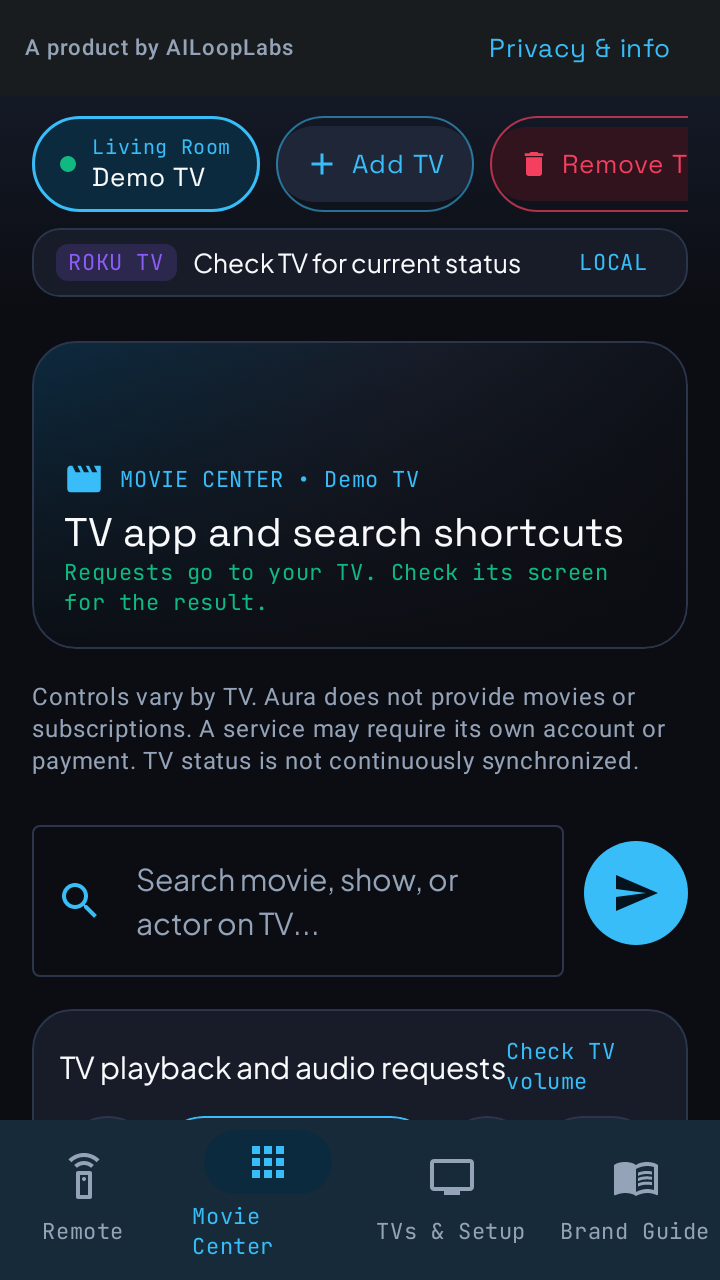 A product by AILoopLabs
Privacy & info
Living Room
Demo TV
Add TV
Remove T
ROKU TV
Check TV for current status
LOCAL
MOVIE CENTER • Demo TV
TV app and search shortcuts
Requests go to your TV. Check its screen
for the result.
Controls vary by TV. Aura does not provide movies or
subscriptions. A service may require its own account or
payment. TV status is not continuously synchronized.
Search movie, show, or
actor on TV...
TV playback and audio requests
Check TV
volume
Remote
Movie
Center
TVs & Setup
Brand Guide